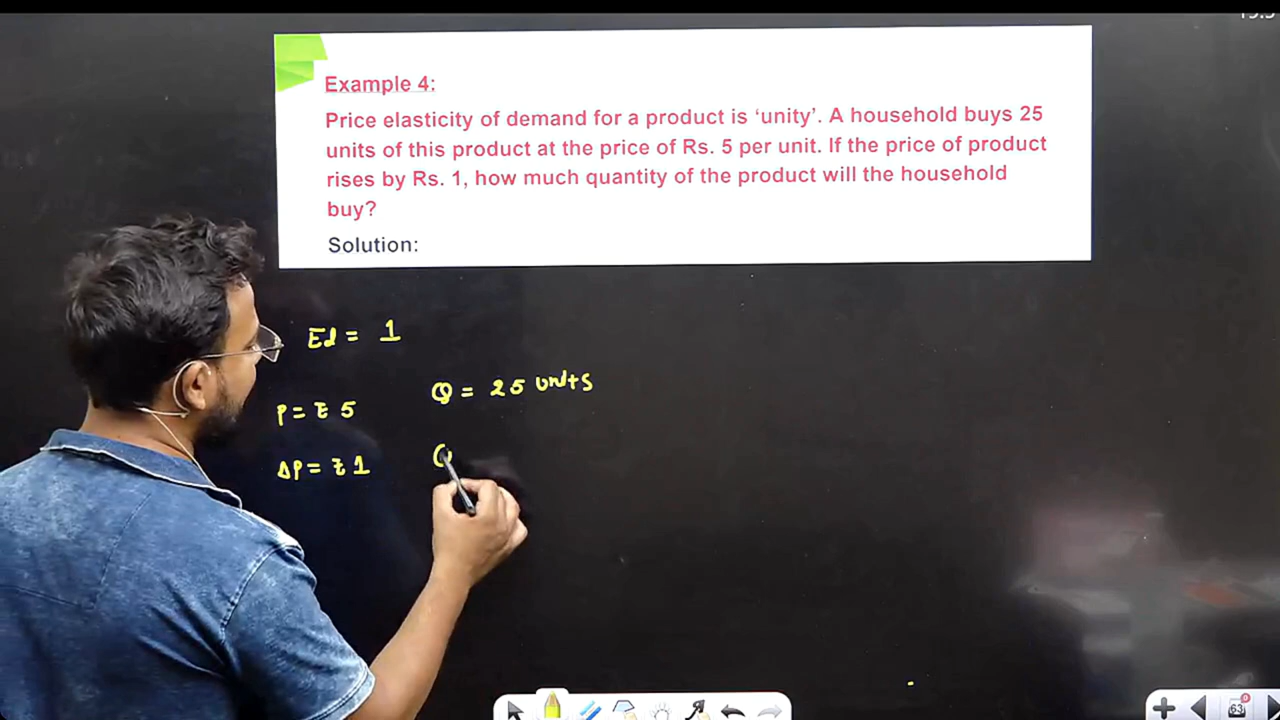 Example 4:
Price elasticity of demand for a product is ‘unity’. A household buys 25
units of this product at the price of Rs. 5 per unit. If the price of product
rises by Rs. 1, how much quantity of the product will the household
buy?
Solution:
Ed = 1
P = ₹ 5 Q = 25 units
ΔP = ₹ 1 Q
63